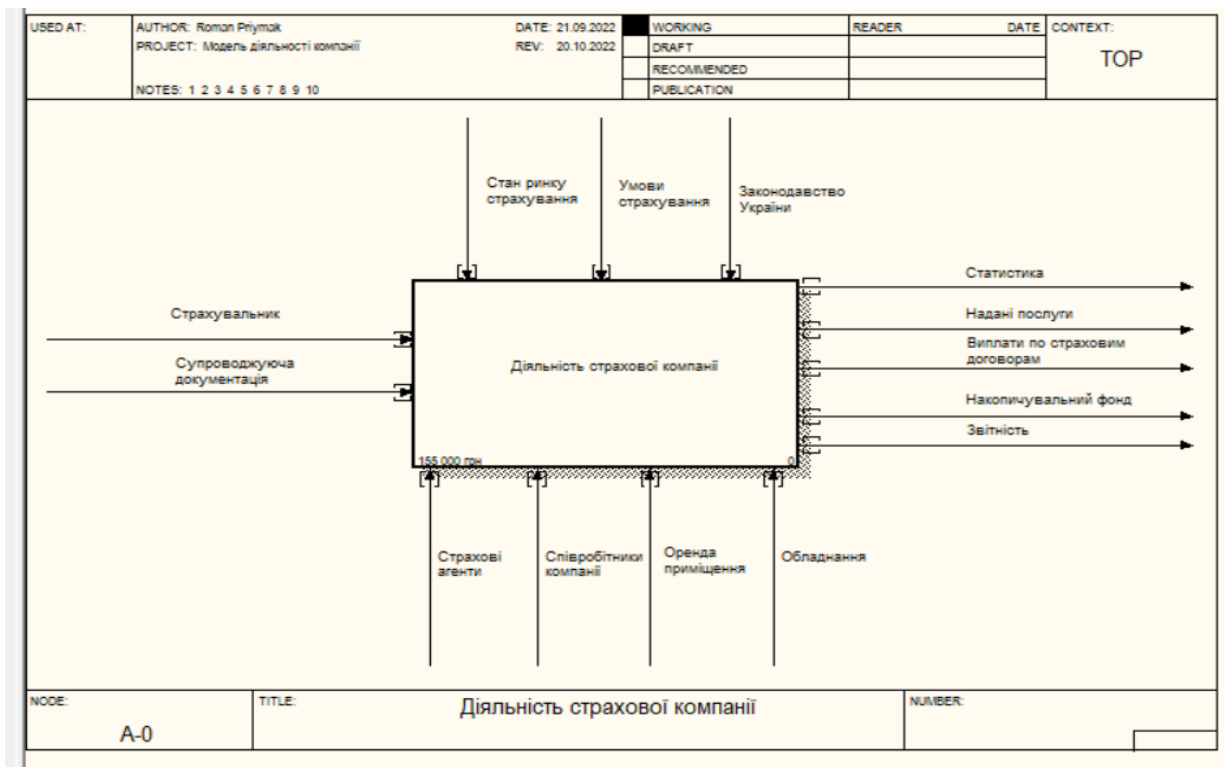 USED AT:
AUTHOR: Roman Priymak
DATE: 21.09.2022
WORKING
READER
DATE
CONTEXT:
PROJECT: Модель діяльності компанії
REV: 20.10.2022
DRAFT
TOP
RECOMMENDED
NOTES: 1 2 3 4 5 6 7 8 9 10
PUBLICATION
Стан ринку
страхування
Умови
страхування
Законодавство
України
Статистика
Страхувальник
Надані послуги
Виплати по страховим
договорам
Супроводжуюча
документація
Діяльність страхової компанії
Накопичувальний фонд
Звітність
155 000 грн
0
Страхові
агенти
Співробітники
компанії
Оренда
приміщення
Обладнання
NODE:
TITLE:
Діяльність страхової компанії
NUMBER:
A-0